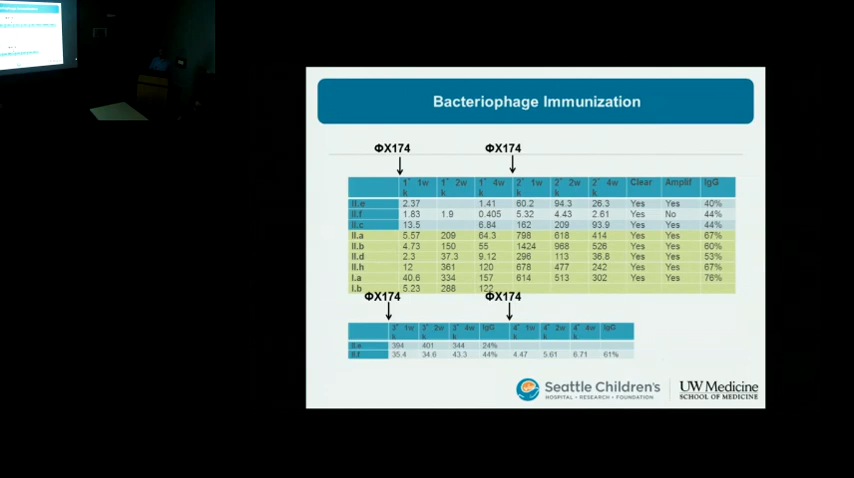 Bacteriophage Immunization
ΦX174 ΦX174
1° 1wk 1° 2wk 1° 4wk 2° 1wk 2° 2wk 2° 4wk Clear Amplif IgG
II.e 2.37 1.41 60.2 94.3 26.3 Yes Yes 40%
II.f 1.83 1.9 0.405 5.32 4.43 2.61 Yes No 44%
II.c 13.5 6.84 162 209 93.9 Yes Yes 44%
II.a 5.57 209 64.3 798 618 414 Yes Yes 67%
II.b 4.73 150 55 1424 968 526 Yes Yes 60%
II.d 2.3 37.3 9.12 296 113 36.8 Yes Yes 53%
II.h 12 361 120 678 477 242 Yes Yes 67%
I.a 40.6 334 157 614 513 302 Yes Yes 76%
I.b 5.23 288 122
ΦX174 ΦX174
3° 1wk 3° 2wk 3° 4wk IgG 4° 1wk 4° 2wk 4° 4wk IgG
II.e 394 401 344 24%
II.f 35.4 34.6 43.3 44% 4.47 5.61 6.71 61%
Seattle Children's
HOSPITAL • RESEARCH • FOUNDATION
UW Medicine
SCHOOL OF MEDICINE